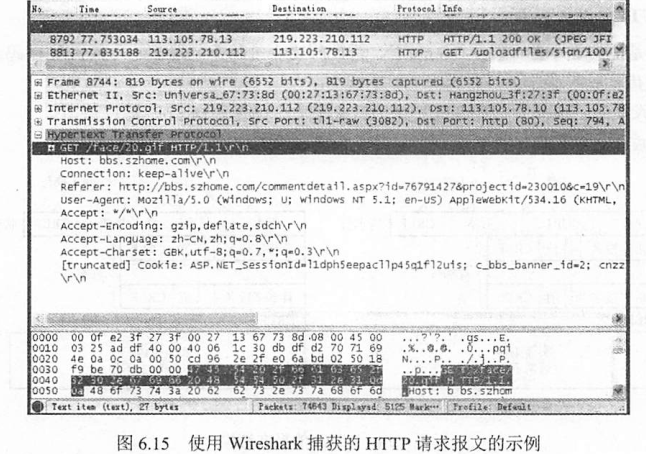 No. Time Source Destination Protocol Info
8792 77.753034 113.105.78.13 219.223.210.112 HTTP HTTP/1.1 200 OK (JPEG JFI
8813 77.835188 219.223.210.112 113.105.78.13 HTTP GET /uploadfiles/sign/100/
Frame 8744: 819 bytes on wire (6552 bits), 819 bytes captured (6552 bits)
Ethernet II, Src: Universa_67:73:8d (00:27:13:67:73:8d), Dst: Hangzhou_3f:27:3f (00:0f:e2
Internet Protocol, Src: 219.223.210.112 (219.223.210.112), Dst: 113.105.78.10 (113.105.78
Transmission Control Protocol, Src Port: tl1-raw (3082), Dst Port: http (80), Seq: 794, A
Hypertext Transfer Protocol
GET /face/20.gif HTTP/1.1\r\n
Host: bbs.szhome.com\r\n
Connection: keep-alive\r\n
Referer: http://bbs.szhome.com/commentdetail.aspx?id=76791427&projectid=230010&c=19\r\n
User-Agent: Mozilla/5.0 (Windows; U; Windows NT 5.1; en-US) AppleWebKit/534.16 (KHTML,
Accept: */*\r\n
Accept-Encoding: gzip,deflate,sdch\r\n
Accept-Language: zh-CN,zh;q=0.8\r\n
Accept-Charset: GBK,utf-8;q=0.7,*;q=0.3\r\n
[truncated] Cookie: ASP.NET_SessionId=l1dph5eepacl1p45q1fl2uis; c_bbs_banner_id=2; cnzz
\r\n
0000 00 0f e2 3f 27 3f 00 27 13 67 73 8d 08 00 45 00 ...?'?.' .gs...E.
0010 03 25 ad df 40 00 40 06 1c 30 db df d2 70 71 69 .%..@.@. .0...pqi
0020 4e 0a 0c 0a 00 50 cd 96 2e 2f e0 6a bd 02 50 18 N....P.. ./.j..P.
0030 f9 be 70 db 00 00 47 45 54 20 2f 66 61 63 65 2f ..p...GE T /face/
0040 32 30 2e 67 69 66 20 48 54 54 50 2f 31 2e 31 0d 20.gif H TTP/1.1.
0050 0a 48 6f 73 74 3a 20 62 62 73 2e 73 7a 68 6f 6d .Host: b bs.szhom
Text item (text), 27 bytes Packets: 74643 Displayed: 5125 Mark... Profile: Default
图 6.15 使用 Wireshark 捕获的 HTTP 请求报文的示例